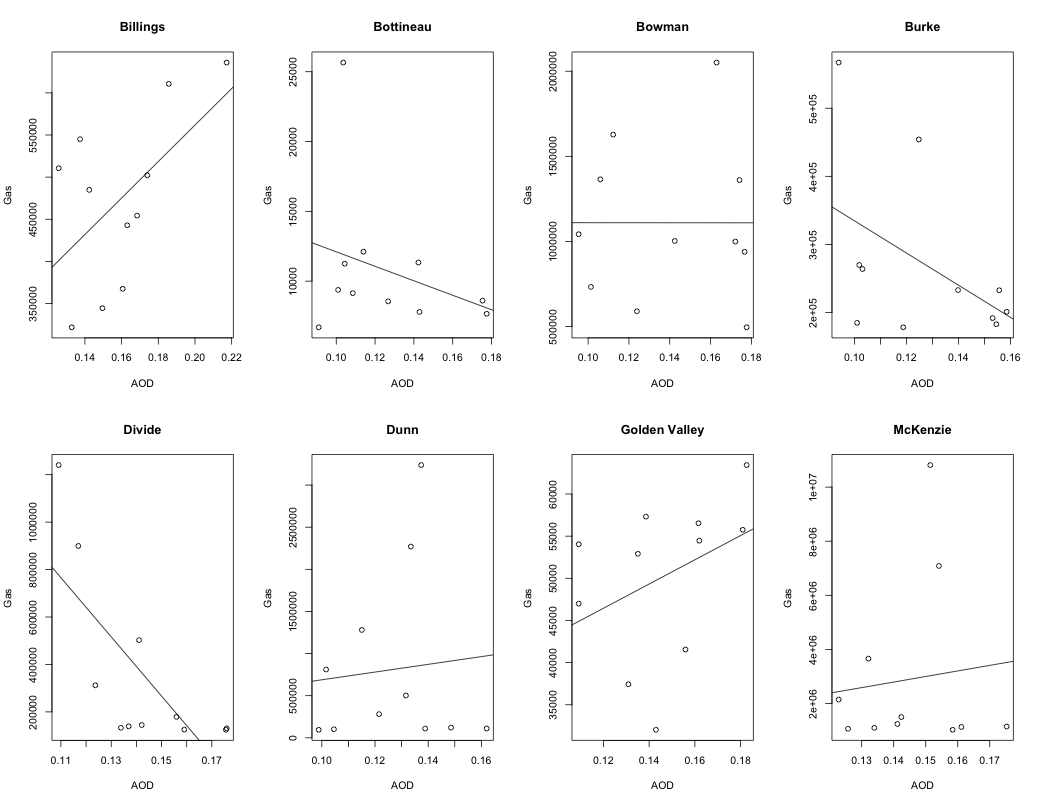 Billings
Gas
350000 450000 550000
0.14 0.16 0.18 0.20 0.22
AOD
Bottineau
Gas
10000 15000 20000 25000
0.10 0.12 0.14 0.16 0.18
AOD
Bowman
Gas
500000 1000000 1500000 2000000
0.10 0.12 0.14 0.16 0.18
AOD
Burke
Gas
2e+05 3e+05 4e+05 5e+05
0.10 0.12 0.14 0.16
AOD
Divide
Gas
200000 400000 600000 800000 1000000
0.11 0.13 0.15 0.17
AOD
Dunn
Gas
0 500000 1500000 2500000
0.10 0.12 0.14 0.16
AOD
Golden Valley
Gas
35000 40000 45000 50000 55000 60000
0.12 0.14 0.16 0.18
AOD
McKenzie
Gas
2e+06 4e+06 6e+06 8e+06 1e+07
0.13 0.14 0.15 0.16 0.17
AOD